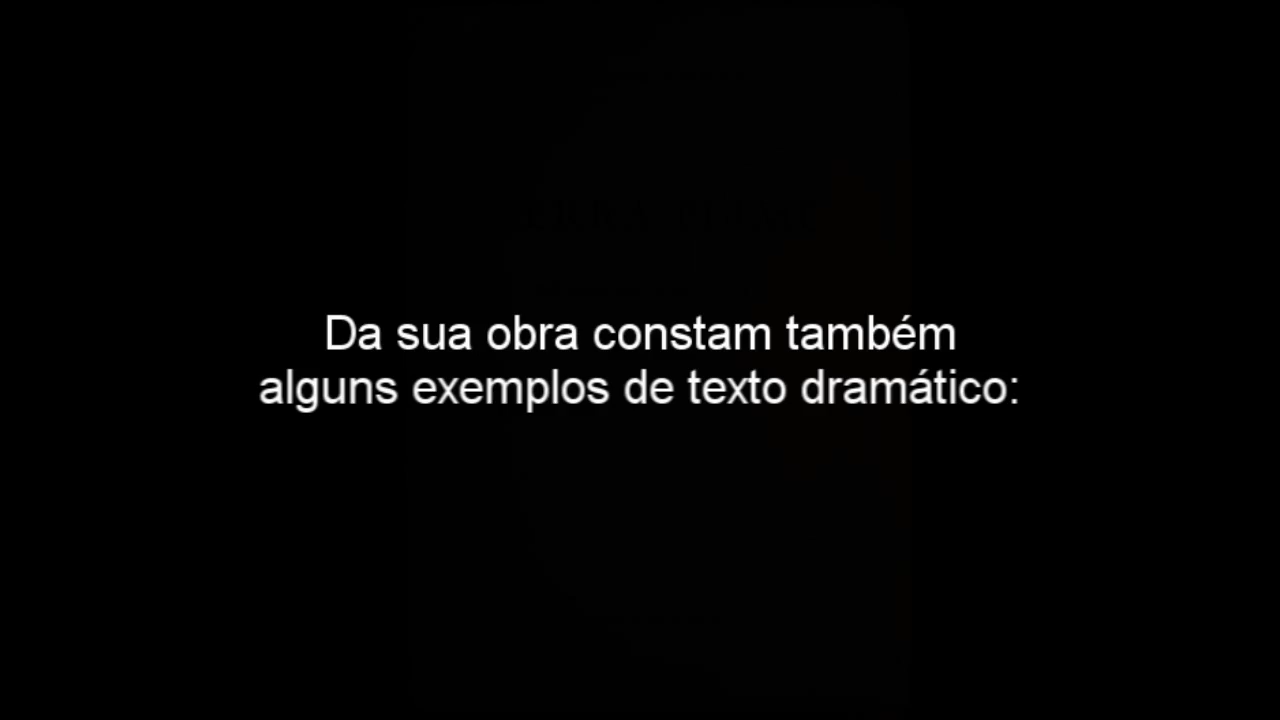 Da sua obra constam também
alguns exemplos de texto dramático: